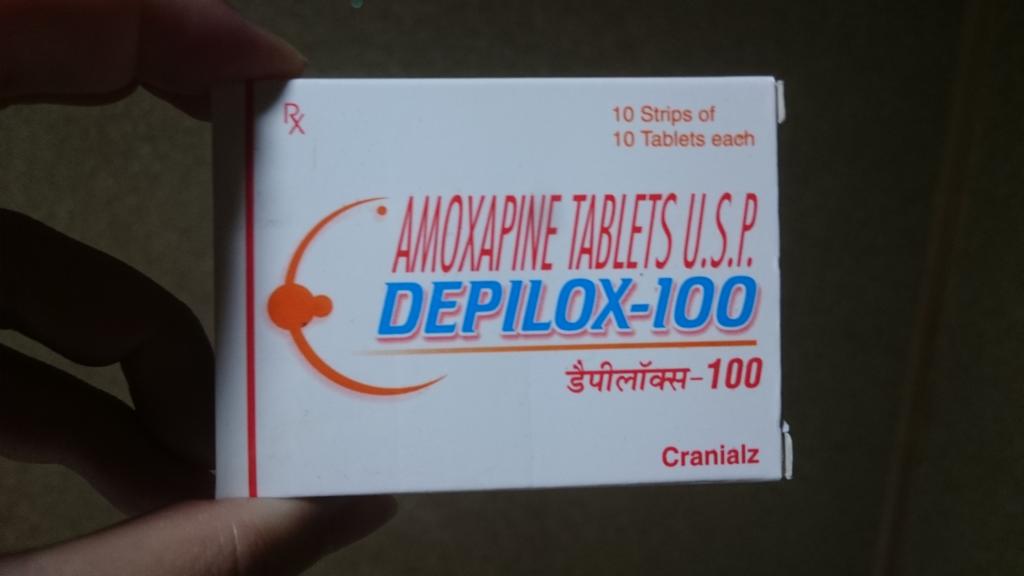 Rx
10 Strips of
10 Tablets each
AMOXAPINE TABLETS U.S.P.
DEPILOX-100
डैपीलॉक्स-100
Cranialz